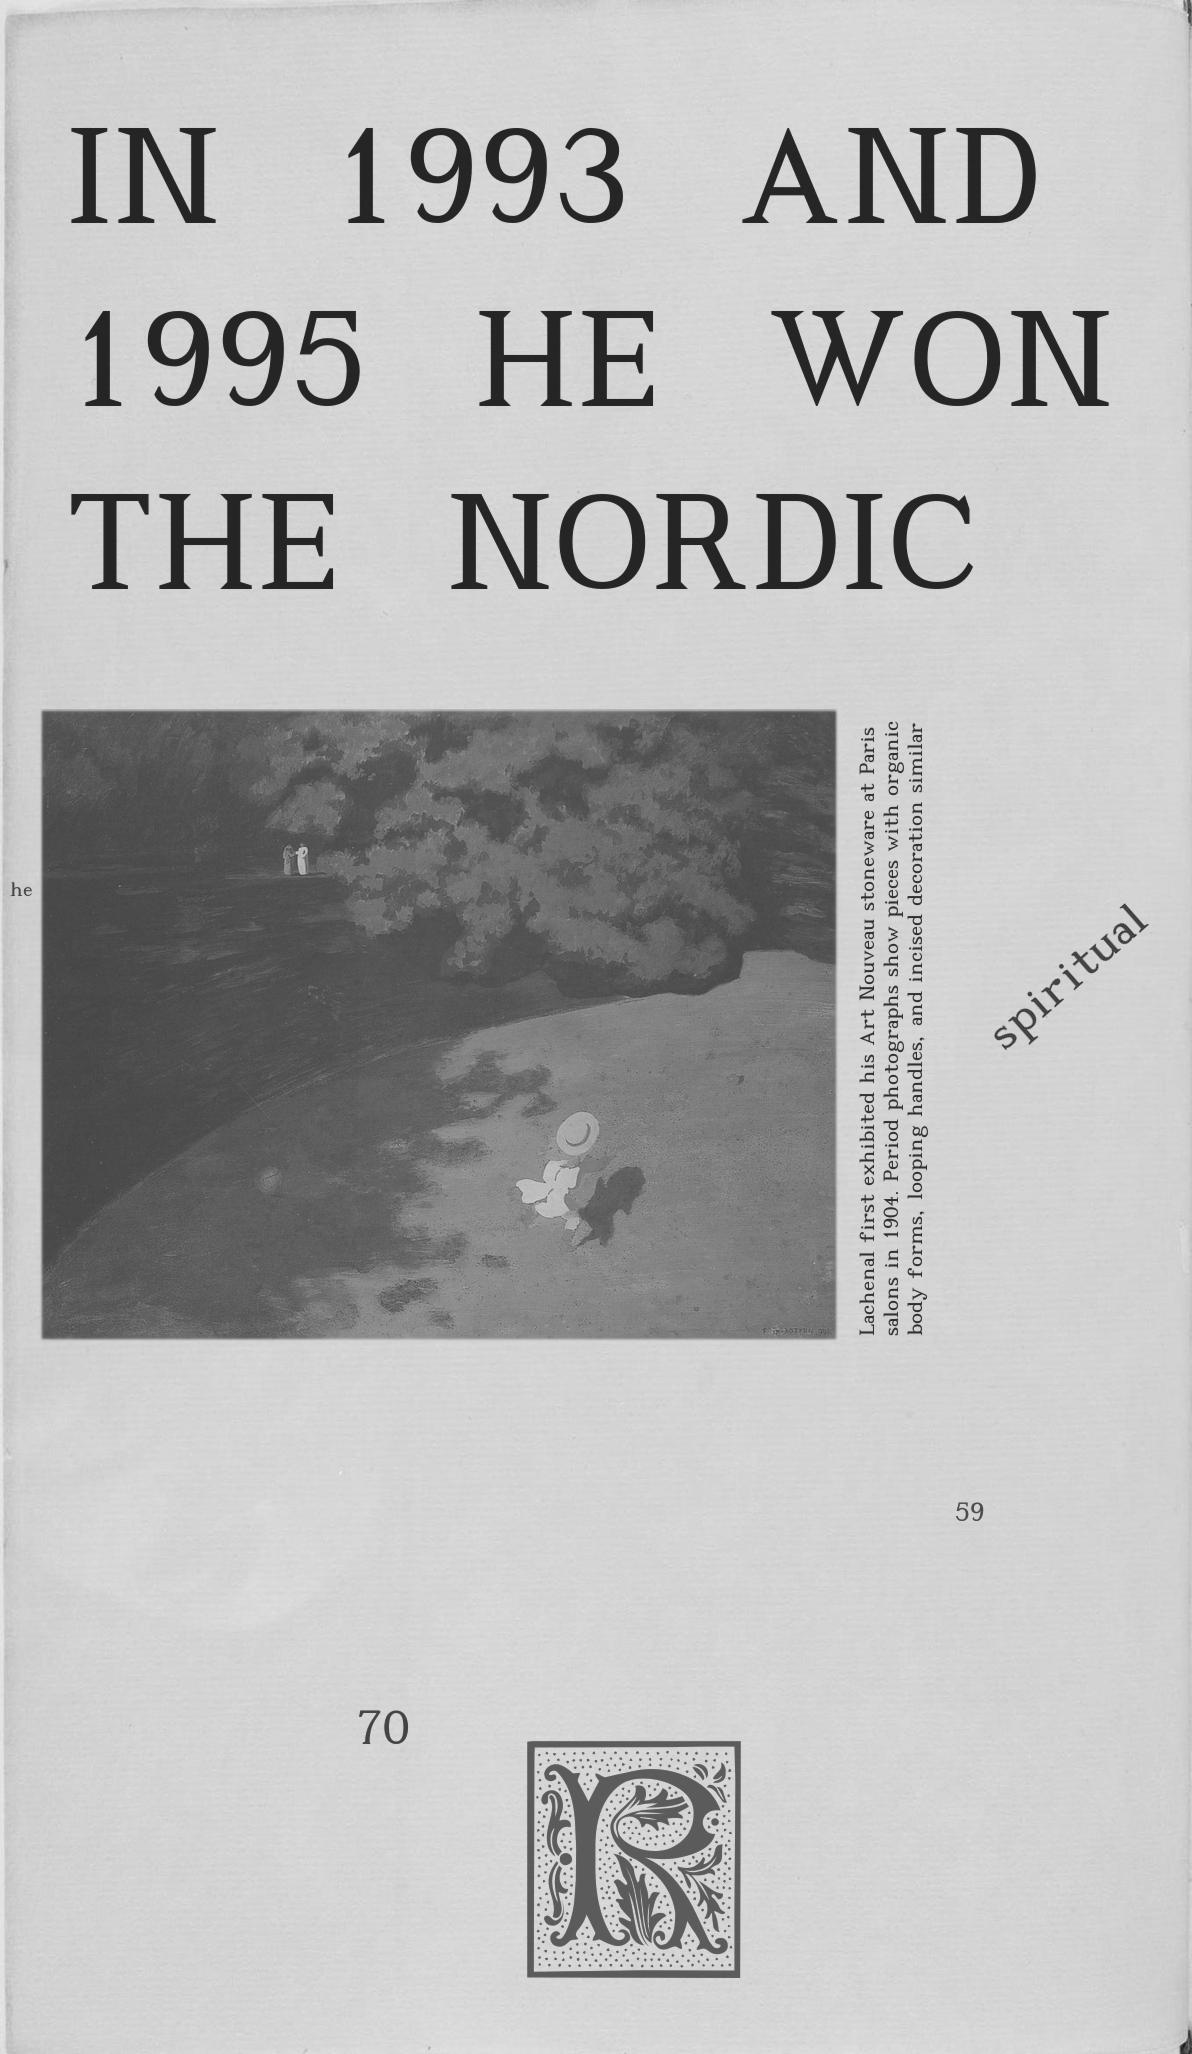 IN 1993 AND
1995 HE WON
THE NORDIC
he
Lachenal first exhibited his Art Nouveau stoneware at Paris
salons in 1904. Period photographs show pieces with organic
body forms, looping handles, and incised decoration similar
spiritual
59
70
R